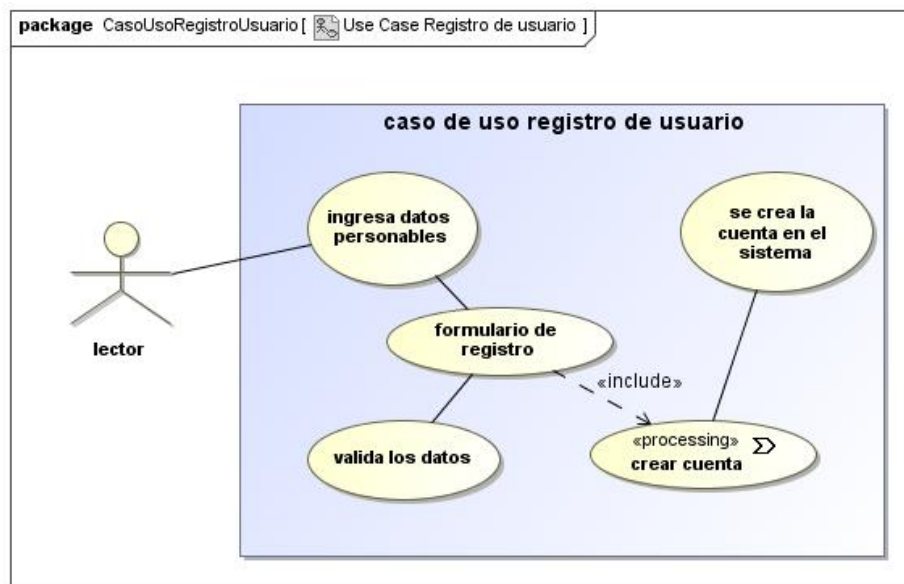 package CasoUsoRegistroUsuario [ Use Case Registro de usuario ]
caso de uso registro de usuario
ingresa datos
personables
se crea la
cuenta en el
sistema
lector
formulario de
registro
«include»
valida los datos
«processing»
crear cuenta